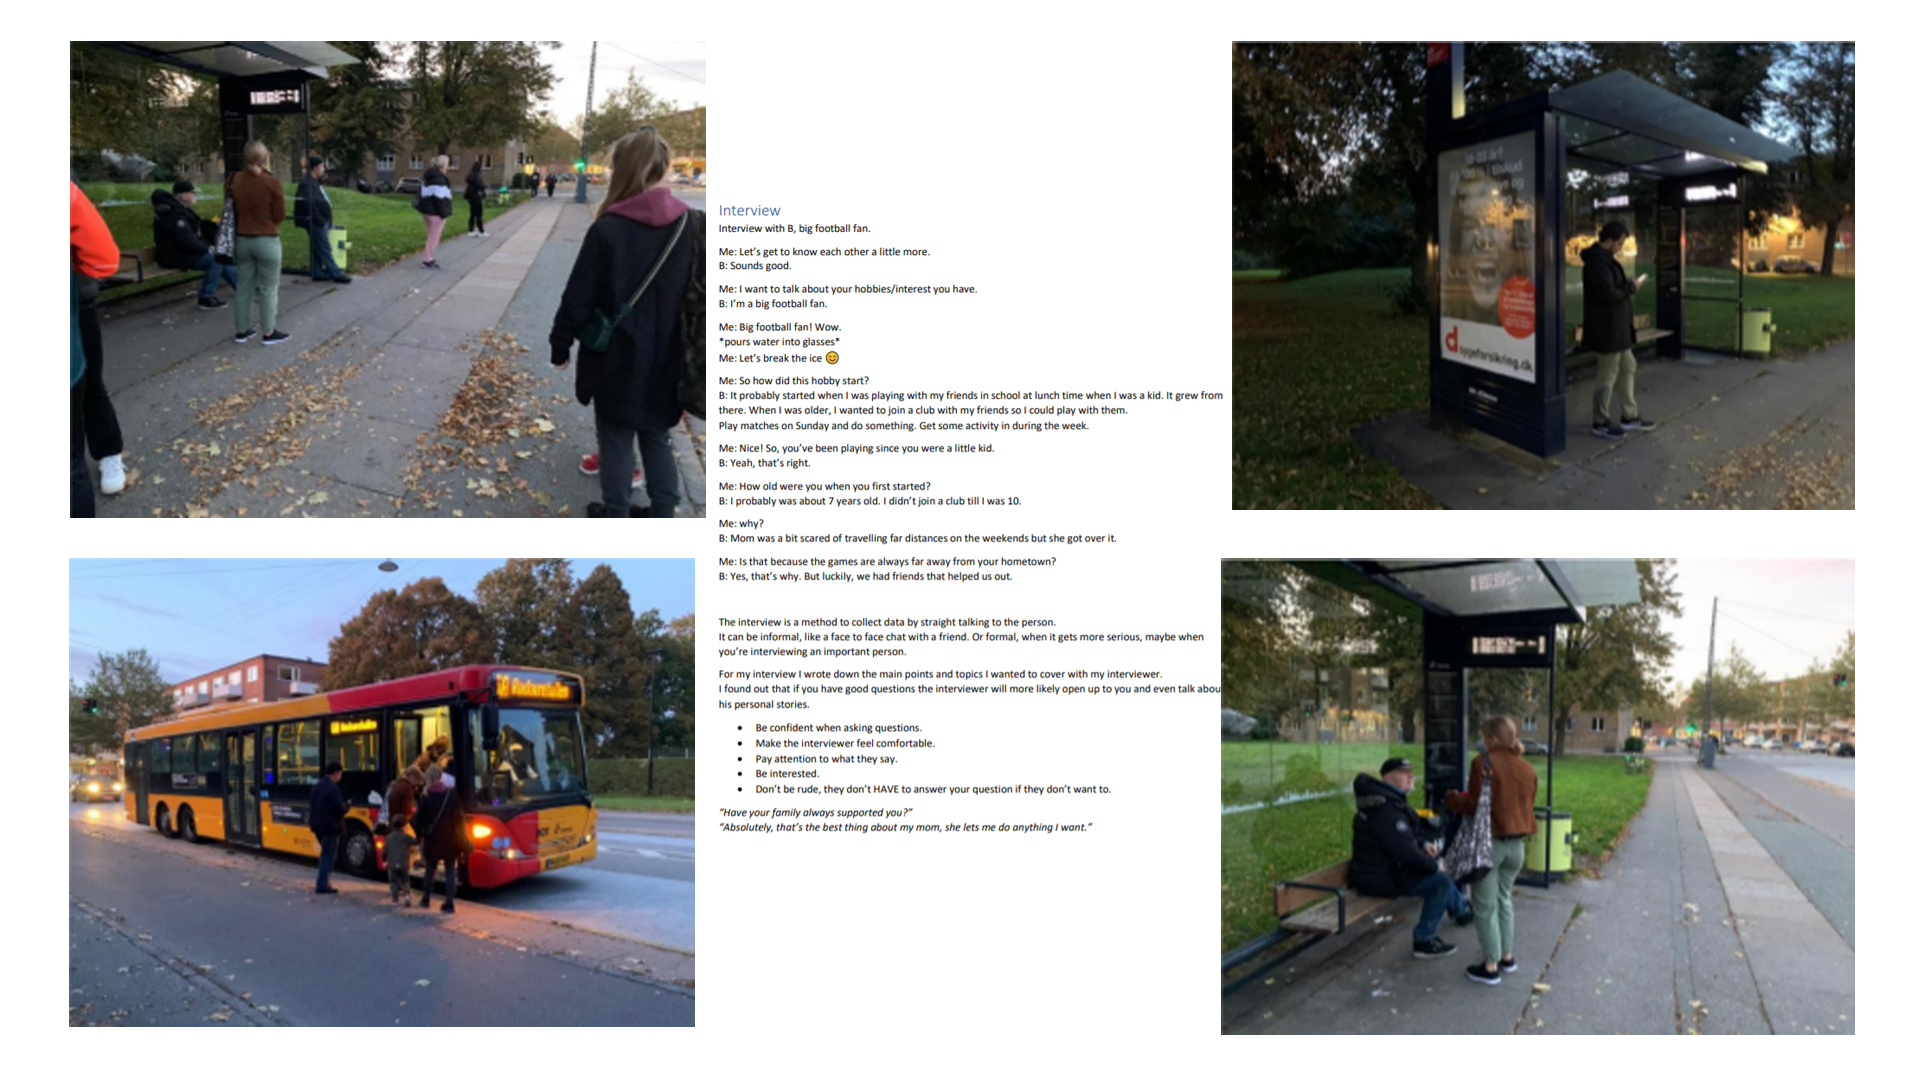 Interview
Interview with B, big football fan.
Me: Let's get to know each other a little more.
B: Sounds good.
Me: I want to talk about your hobbies/interest you have.
B: I'm a big football fan.
Me: Big football fan! Wow.
*pours water into glasses*
Me: Let's break the ice 😊
Me: So how did this hobby start?
B: It probably started when I was playing with my friends in school at lunch time when I was a kid. It grew from
there. When I was older, I wanted to join a club with my friends so I could play with them.
Play matches on Sunday and do something. Get some activity in during the week.
Me: Nice! So, you've been playing since you were a little kid.
B: Yeah, that's right.
Me: How old were you when you first started?
B: I probably was about 7 years old. I didn't join a club till I was 10.
Me: why?
B: Mom was a bit scared of travelling far distances on the weekends but she got over it.
Me: Is that because the games are always far away from your hometown?
B: Yes, that's why. But luckily, we had friends that helped us out.
The interview is a method to collect data by straight talking to the person.
It can be informal, like a face to face chat with a friend. Or formal, when it gets more serious, maybe when
you're interviewing an important person.
For my interview I wrote down the main points and topics I wanted to cover with my interviewer.
I found out that if you have good questions the interviewer will more likely open up to you and even talk abou
his personal stories.
• Be confident when asking questions.
• Make the interviewer feel comfortable.
• Pay attention to what they say.
• Be interested.
• Don't be rude, they don't HAVE to answer your question if they don't want to.
"Have your family always supported you?"
"Absolutely, that's the best thing about my mom, she lets me do anything I want."
d
sygeforsikring.dk